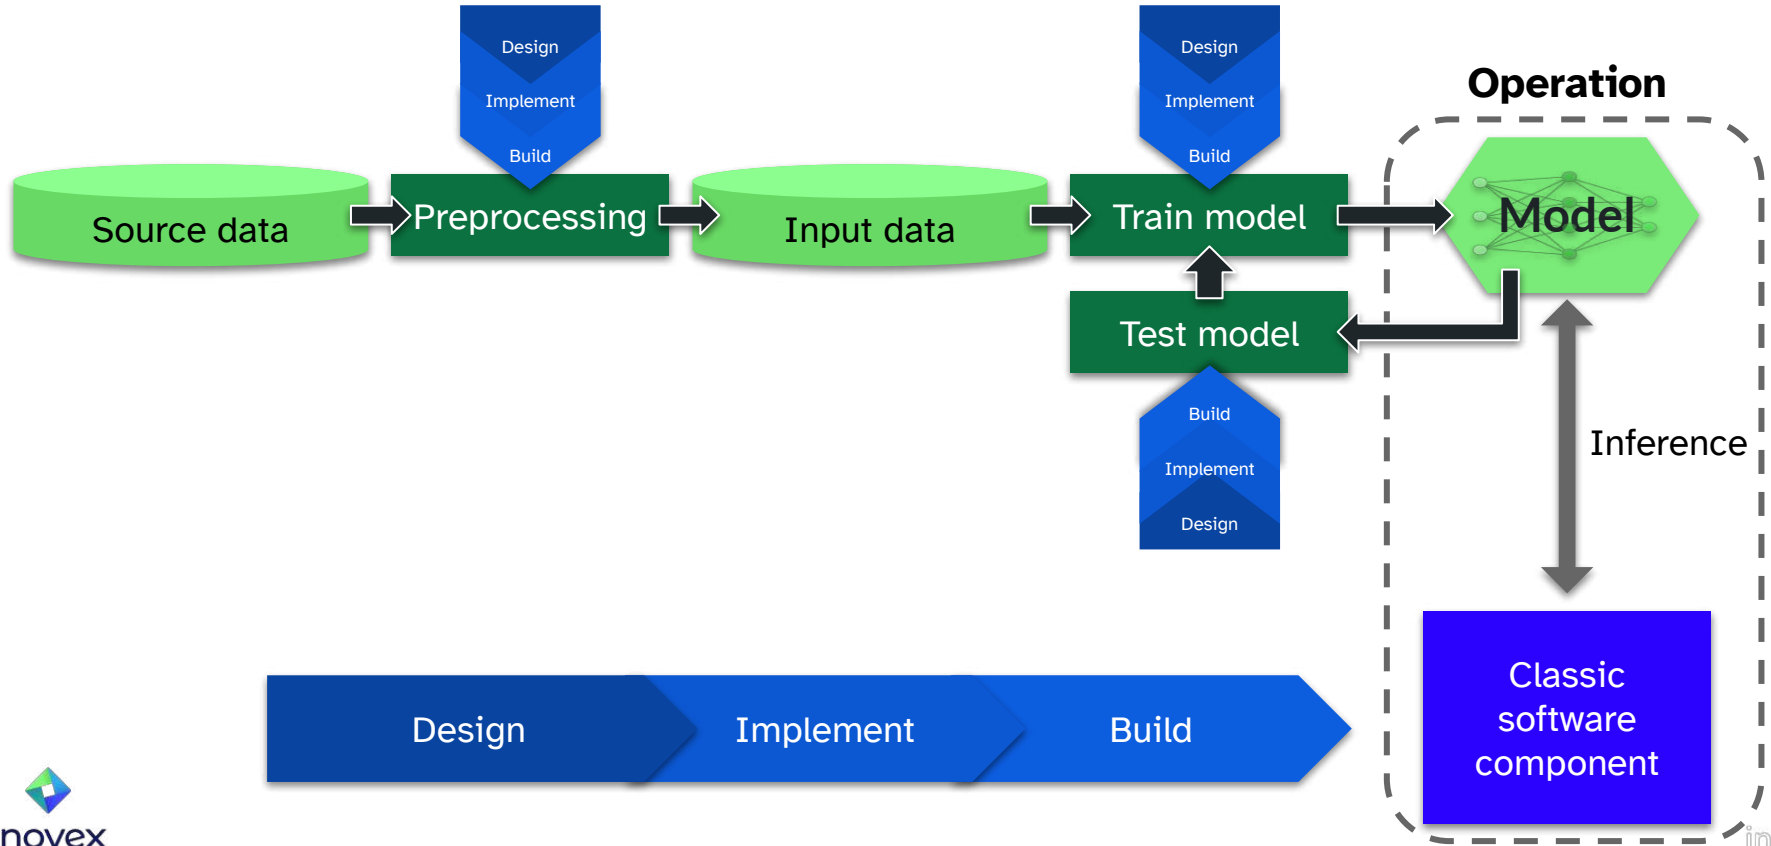 Design
Implement
Build
Design
Implement
Build
Operation
Source data
Preprocessing
Input data
Train model
Model
Test model
Build
Implement
Design
Inference
Design
Implement
Build
Classic
software
component
novex
in